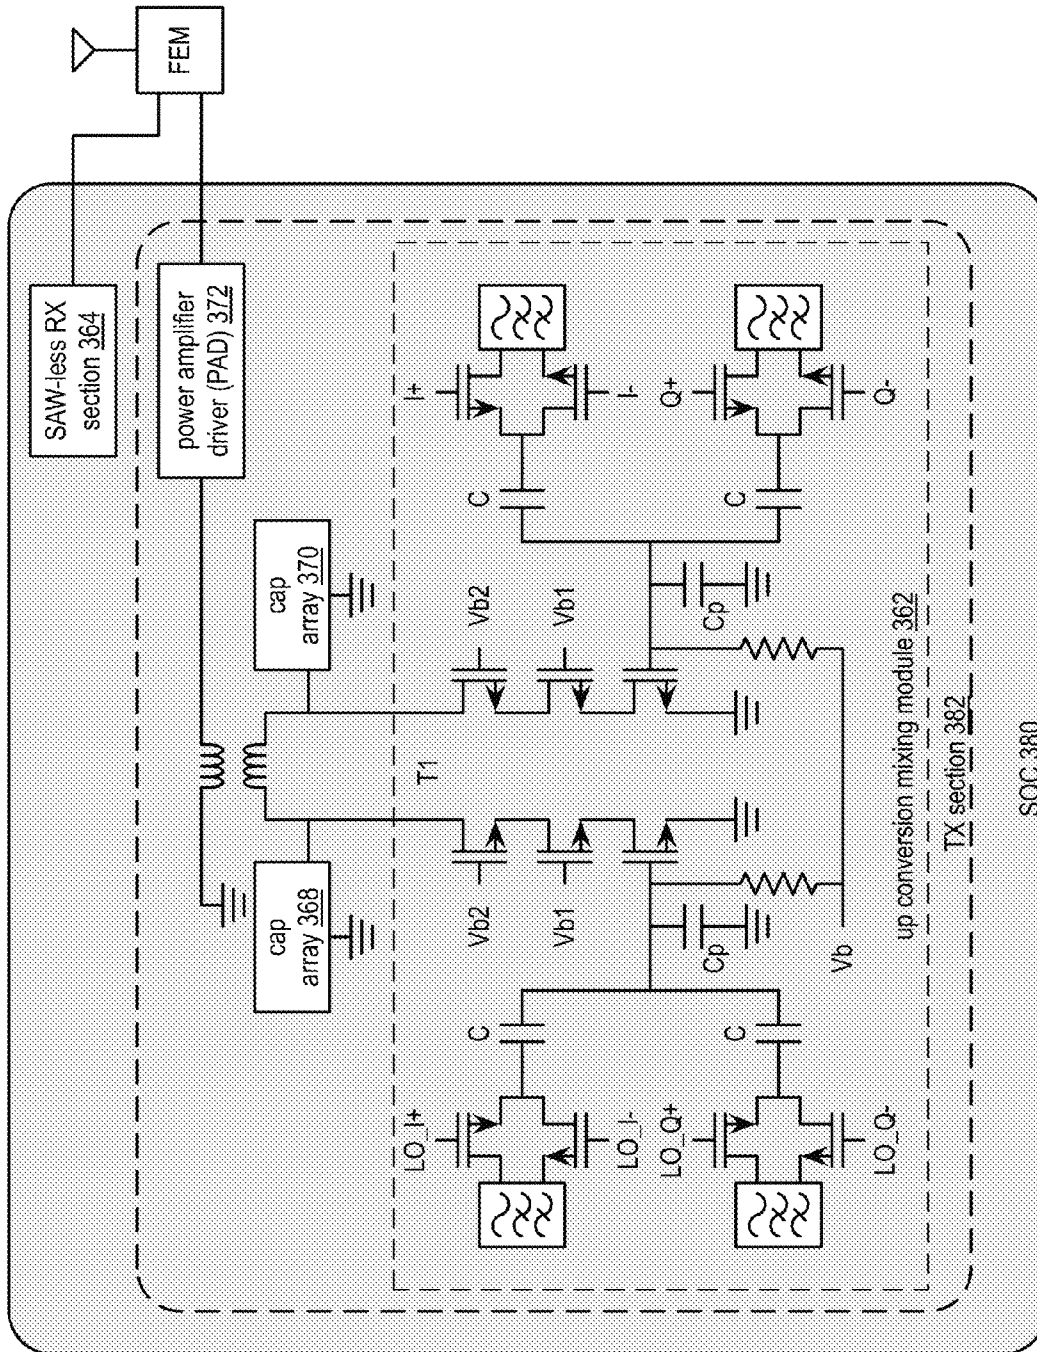 FEM
SAW-less RX
section 364
power amplifier
driver (PAD) 372
cap
array 368
cap
array 370
T1
Vb2
Vb1
Vb2
Vb1
LO_I+
LO_I-
LO_Q+
LO_Q-
C
C
Cp
Vb
Cp
C
C
I+
I-
Q+
Q-
up conversion mixing module 362
TX section 382
SOC 380